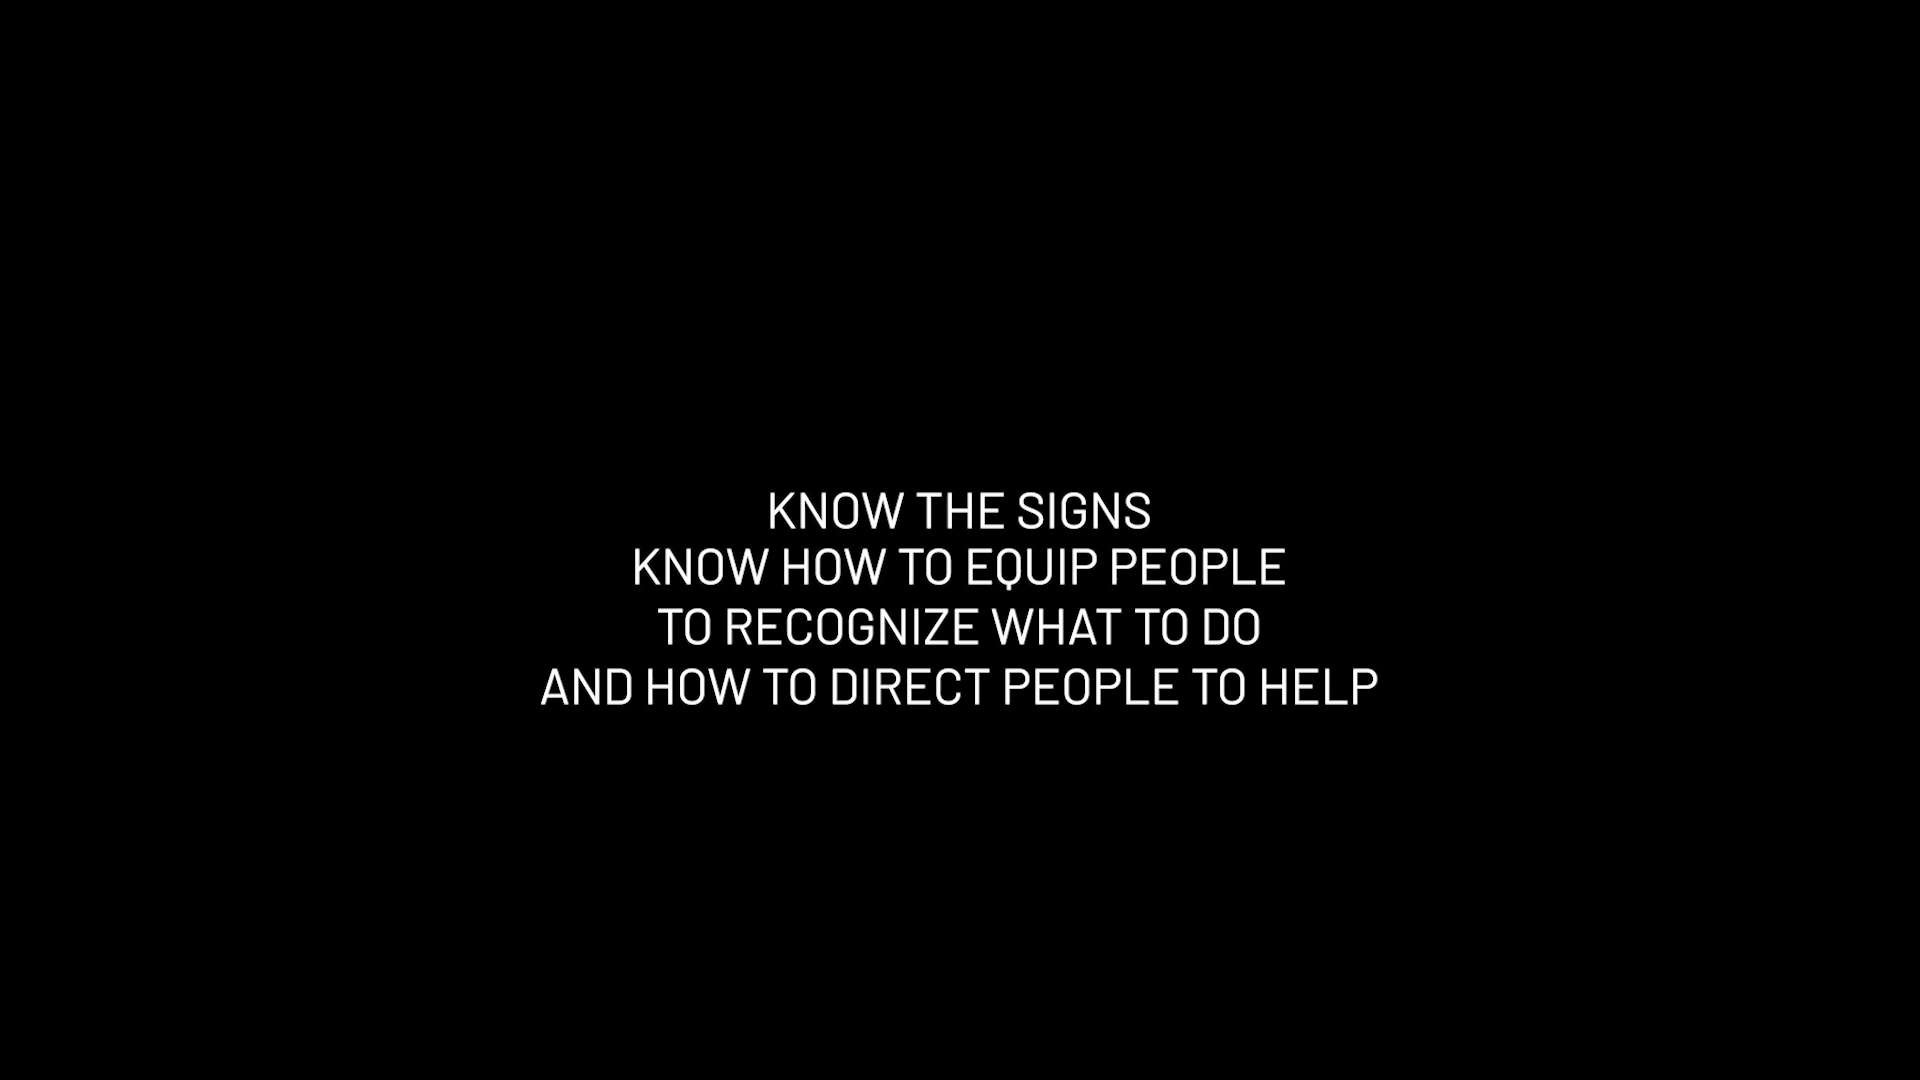 KNOW THE SIGNS
KNOW HOW TO EQUIP PEOPLE
TO RECOGNIZE WHAT TO DO
AND HOW TO DIRECT PEOPLE TO HELP